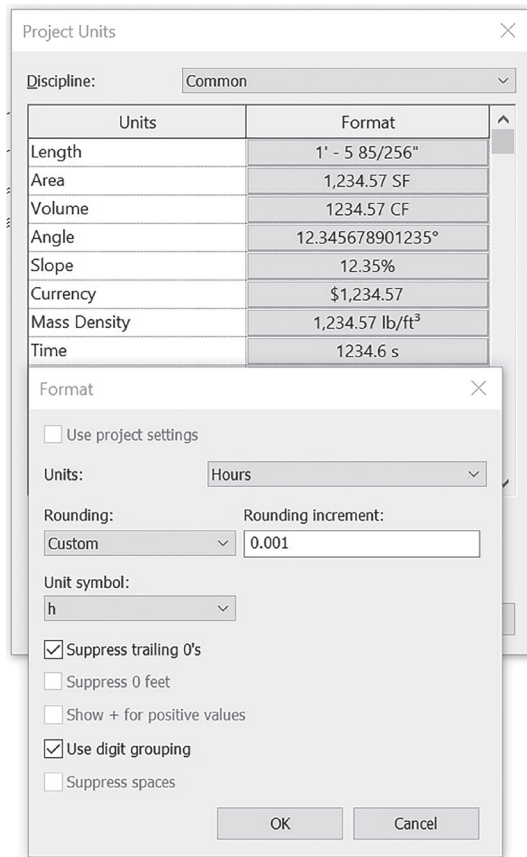 Project Units
Discipline: Common
Units Format
Length 1' - 5 85/256"
Area 1,234.57 SF
Volume 1234.57 CF
Angle 12.345678901235°
Slope 12.35%
Currency $1,234.57
Mass Density 1,234.57 lb/ft³
Time 1234.6 s
Format
Use project settings
Units: Hours
Rounding: Rounding increment:
Custom 0.001
Unit symbol:
h
Suppress trailing 0's
Suppress 0 feet
Show + for positive values
Use digit grouping
Suppress spaces
OK Cancel